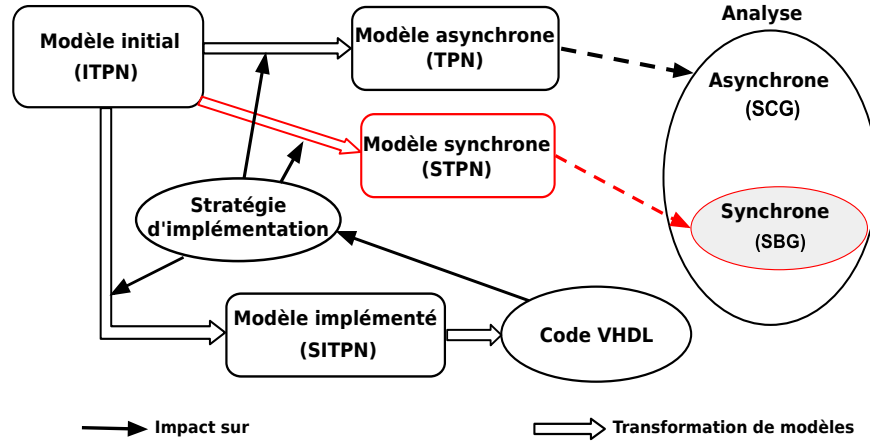 Analyse
Modèle initial
(ITPN)
Modèle asynchrone
(TPN)
Asynchrone
(SCG)
Modèle synchrone
(STPN)
Stratégie
d'implémentation
Synchrone
(SBG)
Modèle implémenté
(SITPN)
Code VHDL
Impact sur
Transformation de modèles